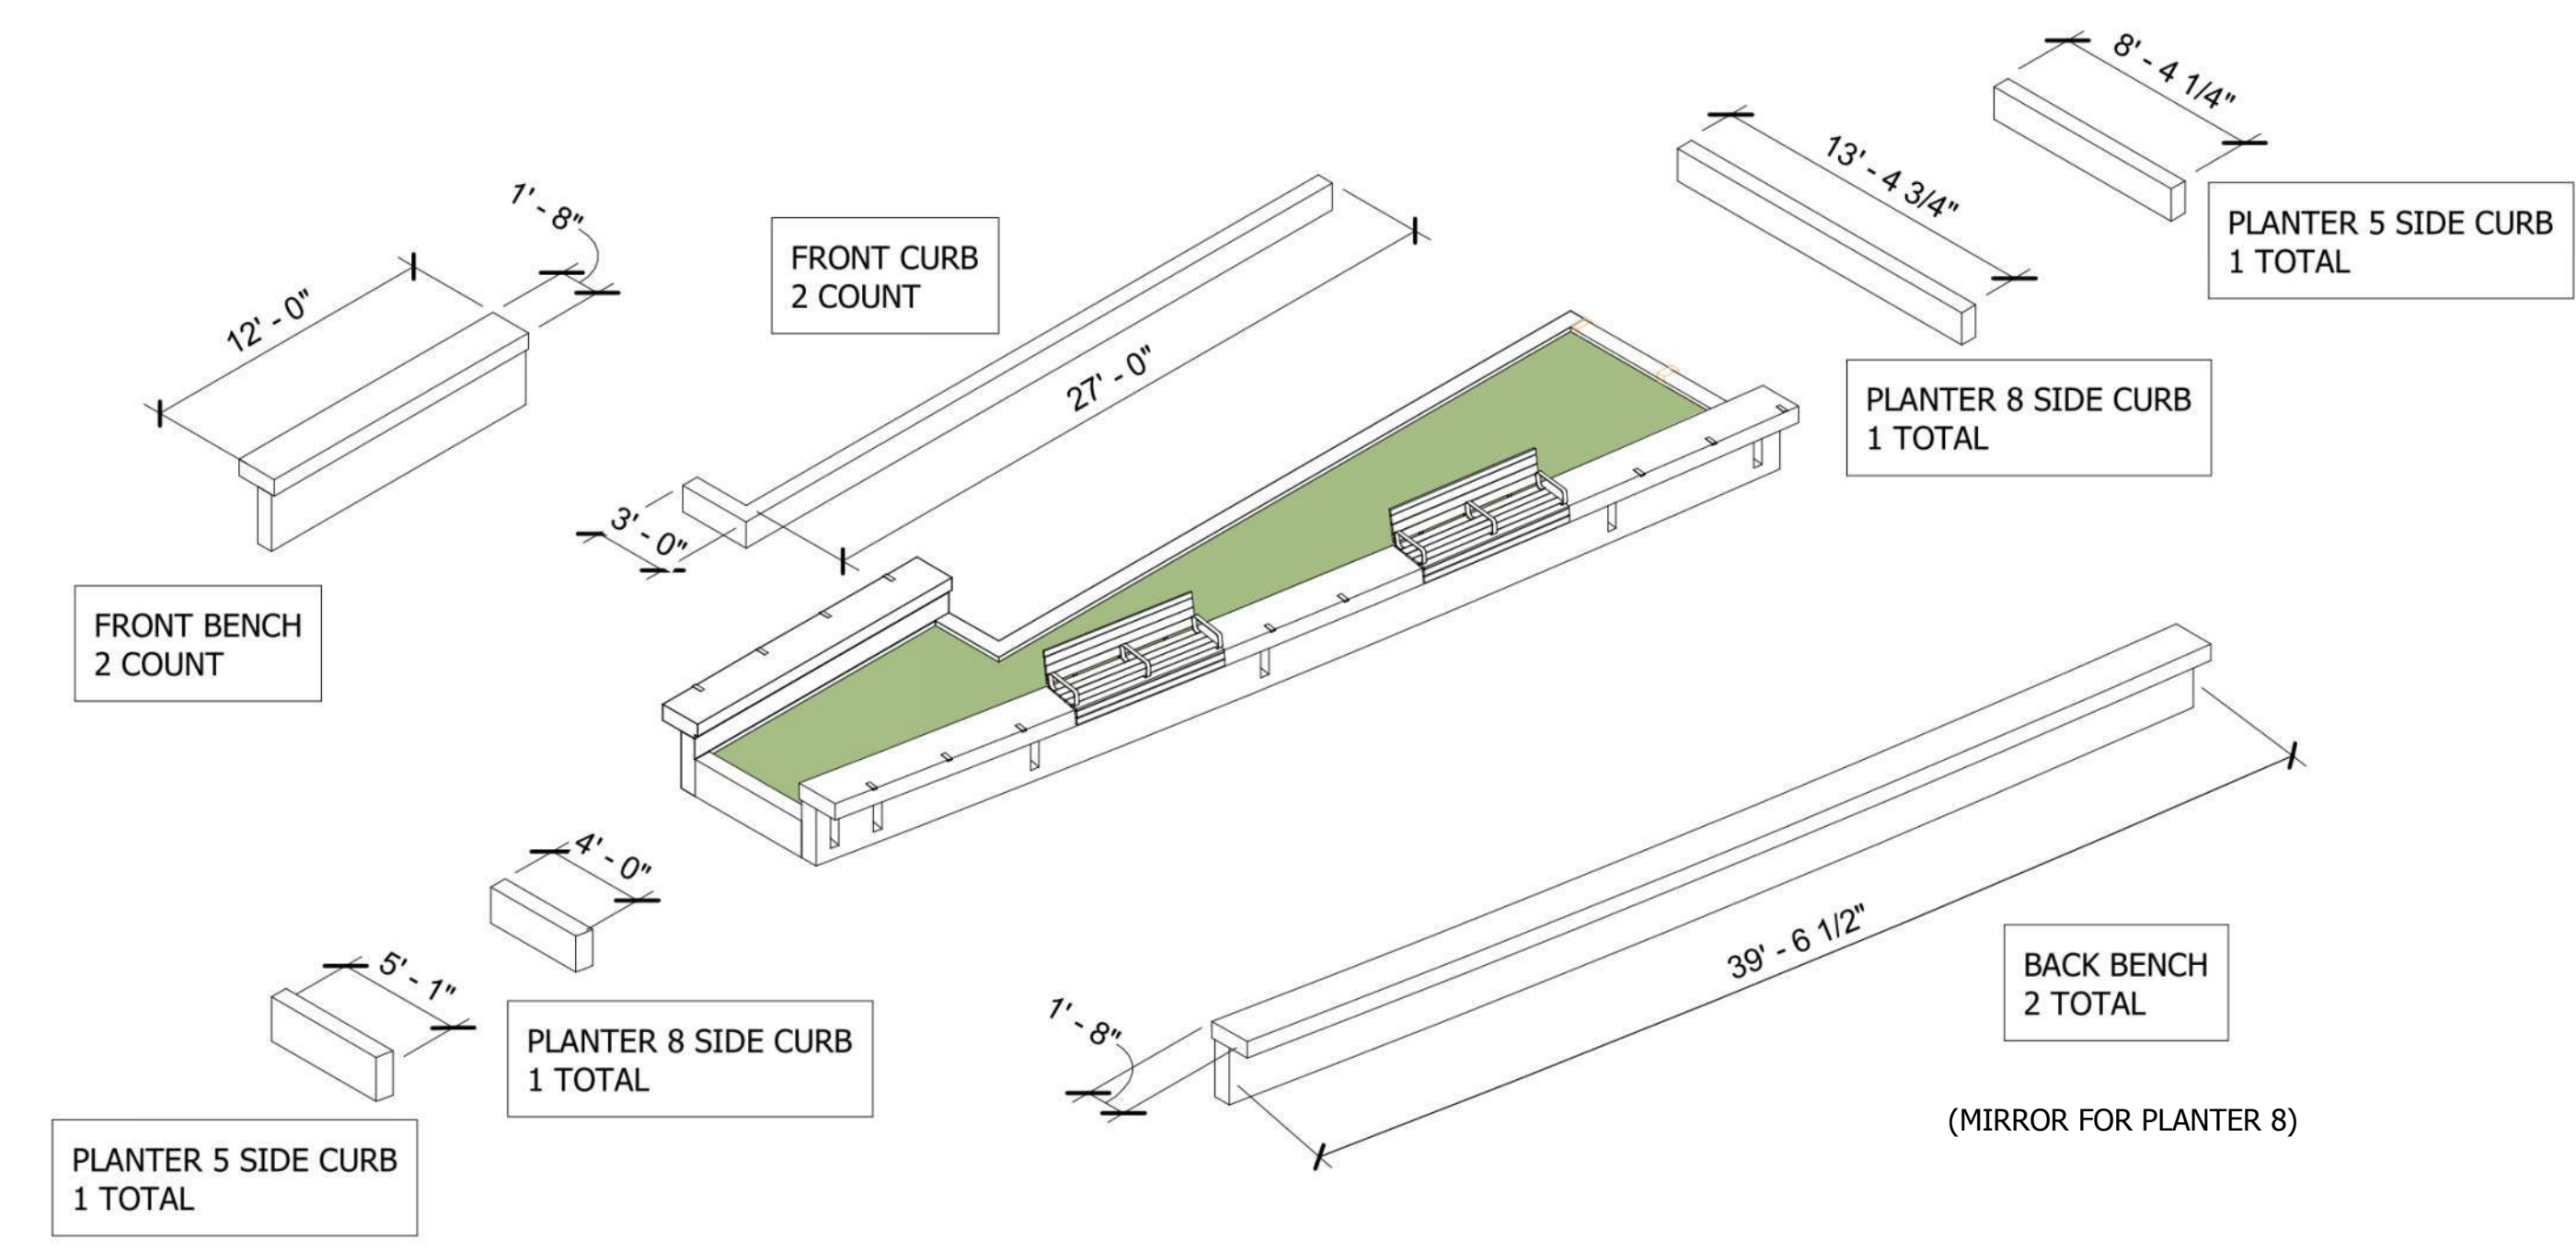 8' - 4 1/4"
13' - 4 3/4"
PLANTER 5 SIDE CURB
1 TOTAL
1' - 8"
12' - 0"
FRONT CURB
2 COUNT
27' - 0"
PLANTER 8 SIDE CURB
1 TOTAL
3' - 0"
FRONT BENCH
2 COUNT
4' - 0"
5' - 1"
PLANTER 8 SIDE CURB
1 TOTAL
PLANTER 5 SIDE CURB
1 TOTAL
1' - 8"
39' - 6 1/2"
BACK BENCH
2 TOTAL
(MIRROR FOR PLANTER 8)